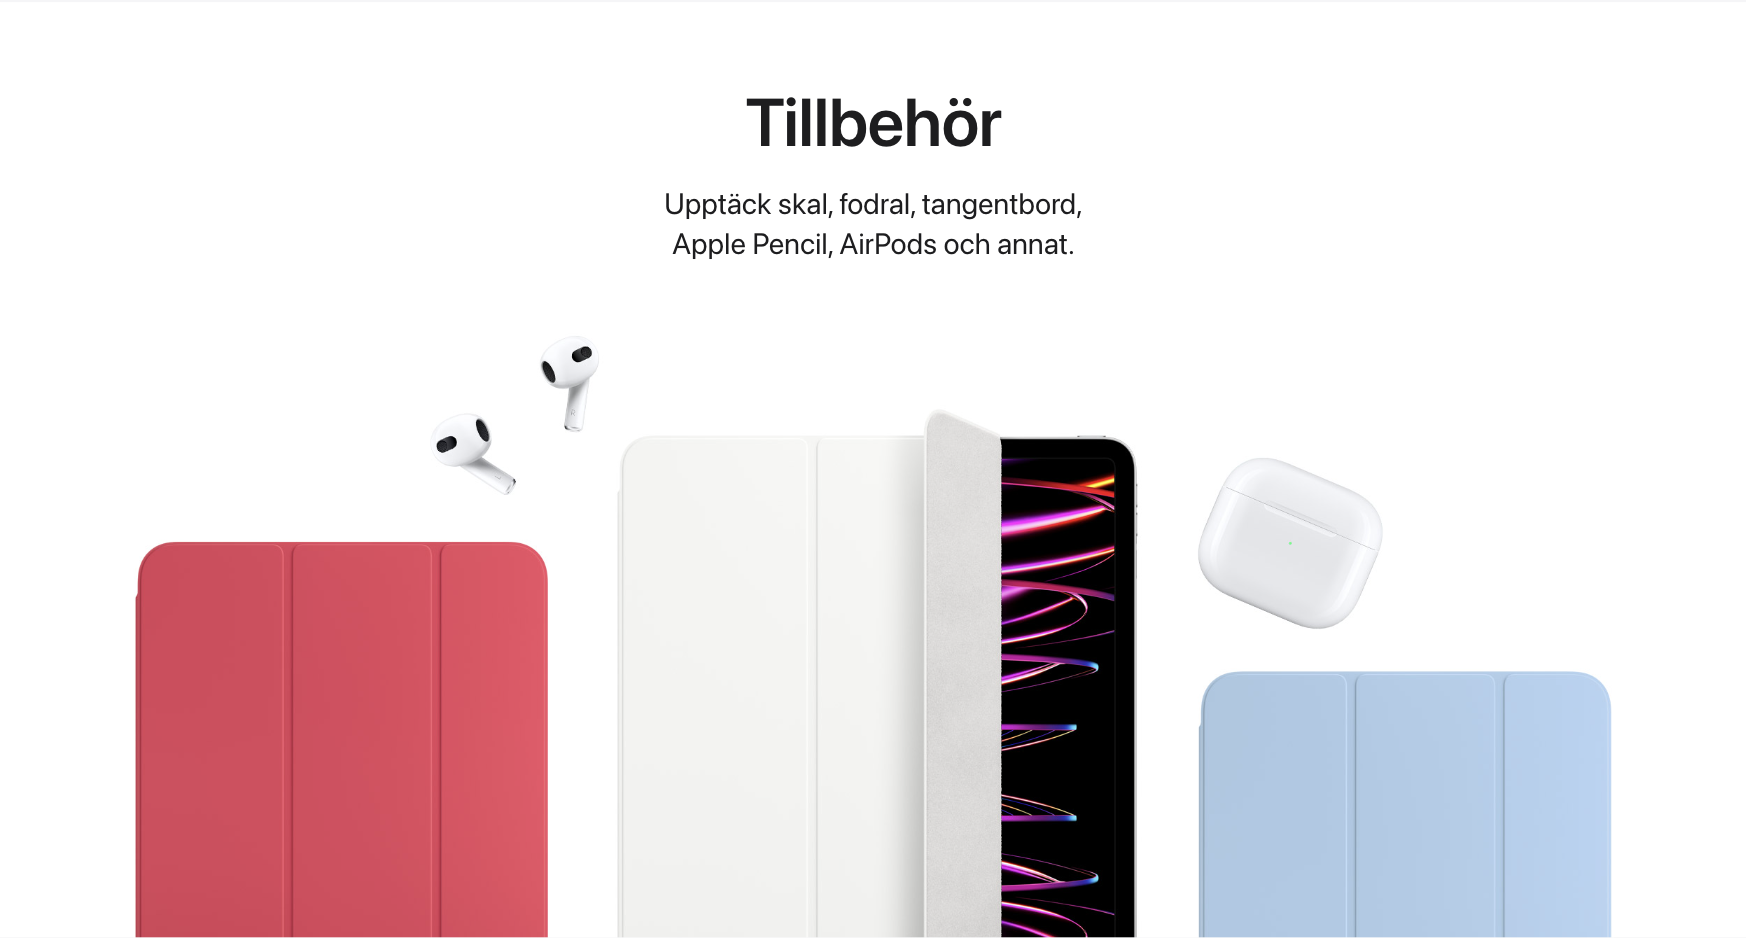 Tillbehör
Upptäck skal, fodral, tangentbord,
Apple Pencil, AirPods och annat.